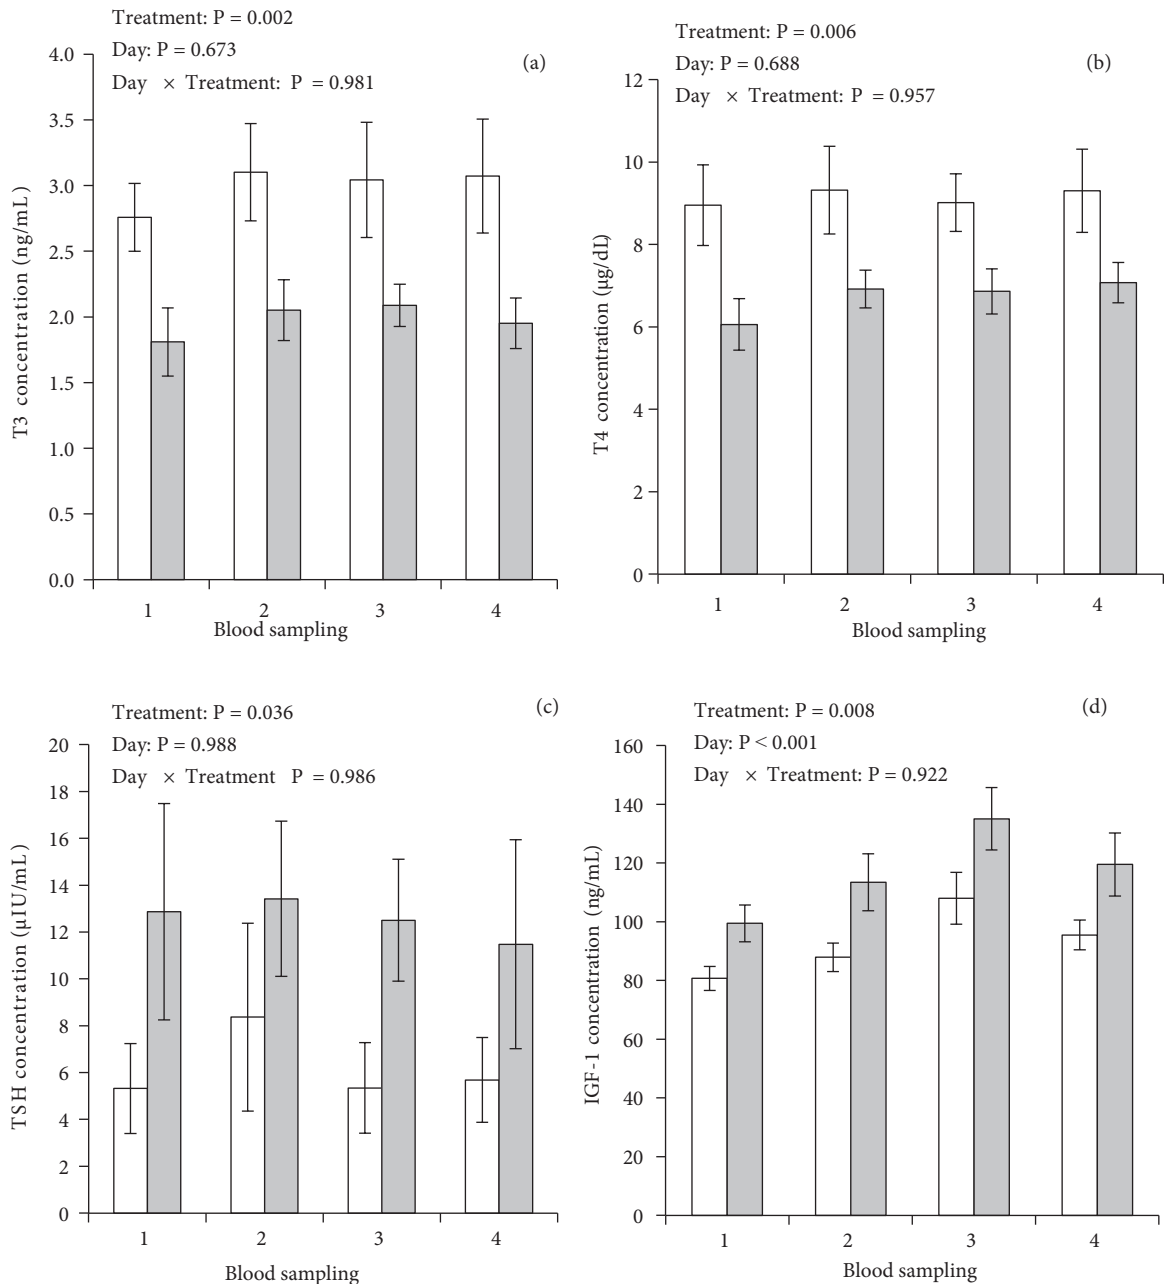 Treatment: P = 0.002
Day: P = 0.673
Day × Treatment: P = 0.981
(a)
T3 concentration (ng/mL)
4.0
3.5
3.0
2.5
2.0
1.5
1.0
0.5
0.0
1 2 3 4
Blood sampling
Treatment: P = 0.006
Day: P = 0.688
Day × Treatment: P = 0.957
(b)
T4 concentration (μg/dL)
12
10
8
6
4
2
0
1 2 3 4
Blood sampling
Treatment: P = 0.036
Day: P = 0.988
Day × Treatment P = 0.986
(c)
TSH concentration (μIU/mL)
20
18
16
14
12
10
8
6
4
2
0
1 2 3 4
Blood sampling
Treatment: P = 0.008
Day: P < 0.001
Day × Treatment: P = 0.922
(d)
IGF-1 concentration (ng/mL)
160
140
120
100
80
60
40
20
0
1 2 3 4
Blood sampling